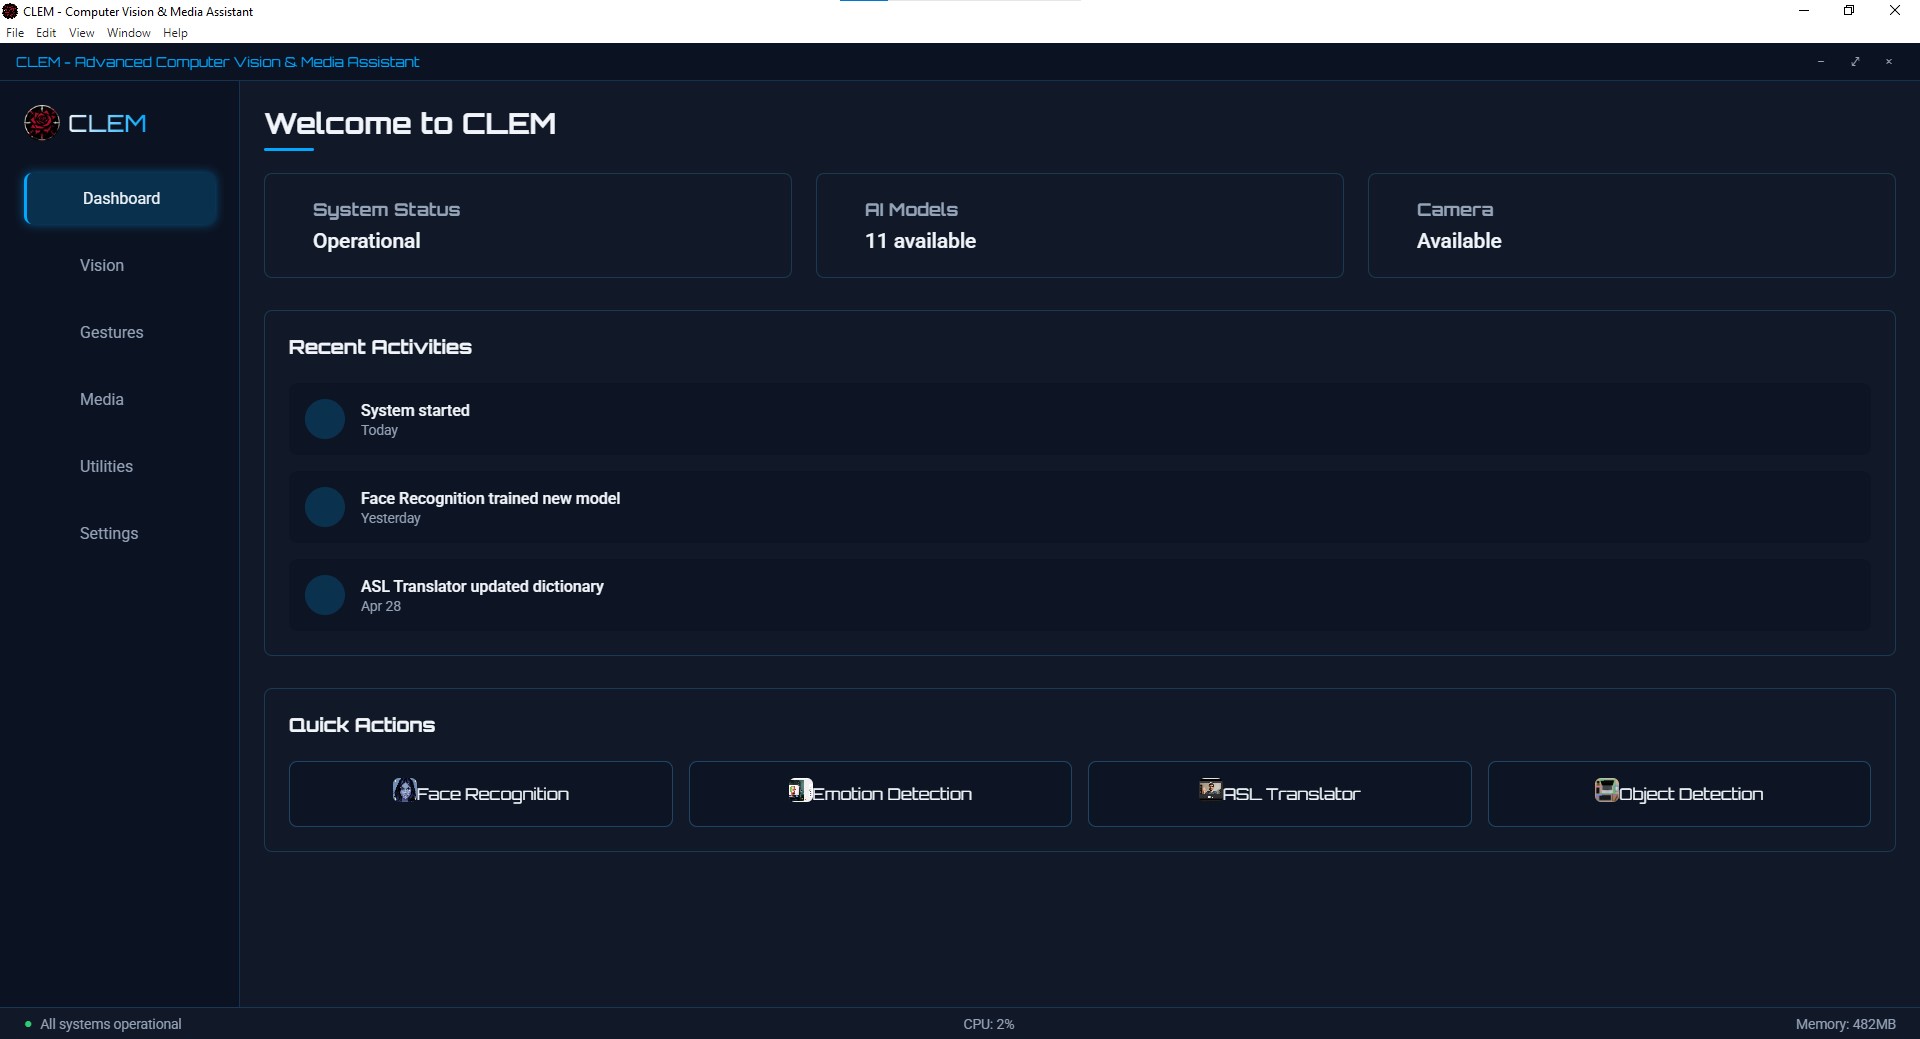 CLEM - Computer Vision & Media Assistant
File Edit View Window Help
CLEM - Advanced Computer Vision & Media Assistant
CLEM
Dashboard
Vision
Gestures
Media
Utilities
Settings
Welcome to CLEM
System Status
Operational
AI Models
11 available
Camera
Available
Recent Activities
System started
Today
Face Recognition trained new model
Yesterday
ASL Translator updated dictionary
Apr 28
Quick Actions
Face Recognition
Emotion Detection
ASL Translator
Object Detection
All systems operational
CPU: 2%
Memory: 482MB